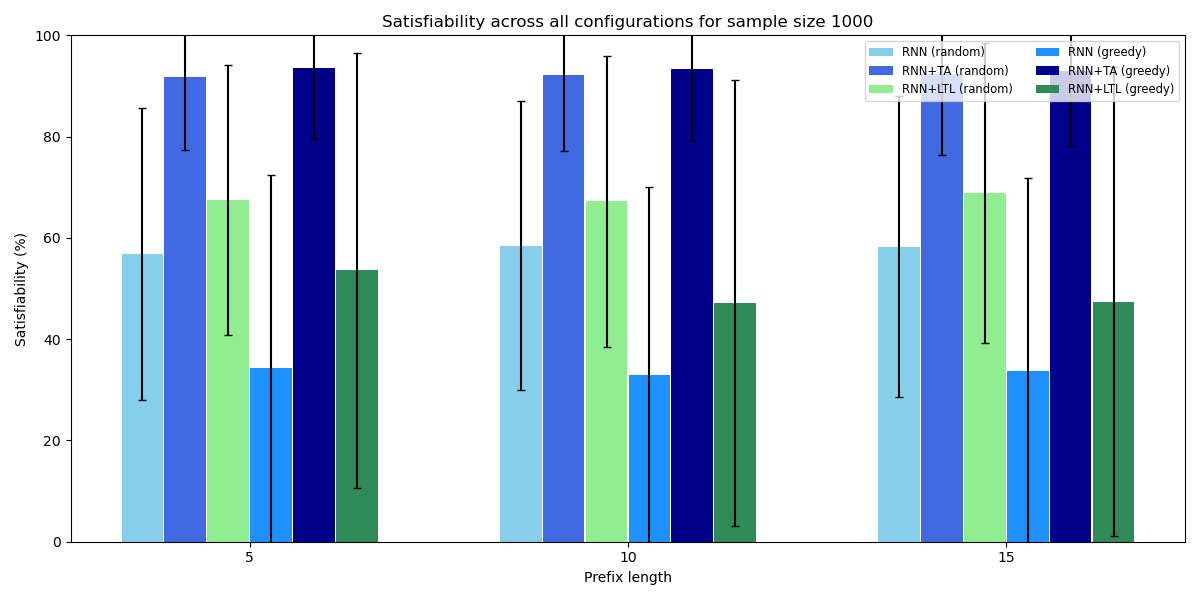 Satisfiability across all configurations for sample size 1000
Satisfiability (%)
100
80
60
40
20
0
RNN (random)
RNN+TA (random)
RNN+LTL (random)
RNN (greedy)
RNN+TA (greedy)
RNN+LTL (greedy)
5
10
15
Prefix length